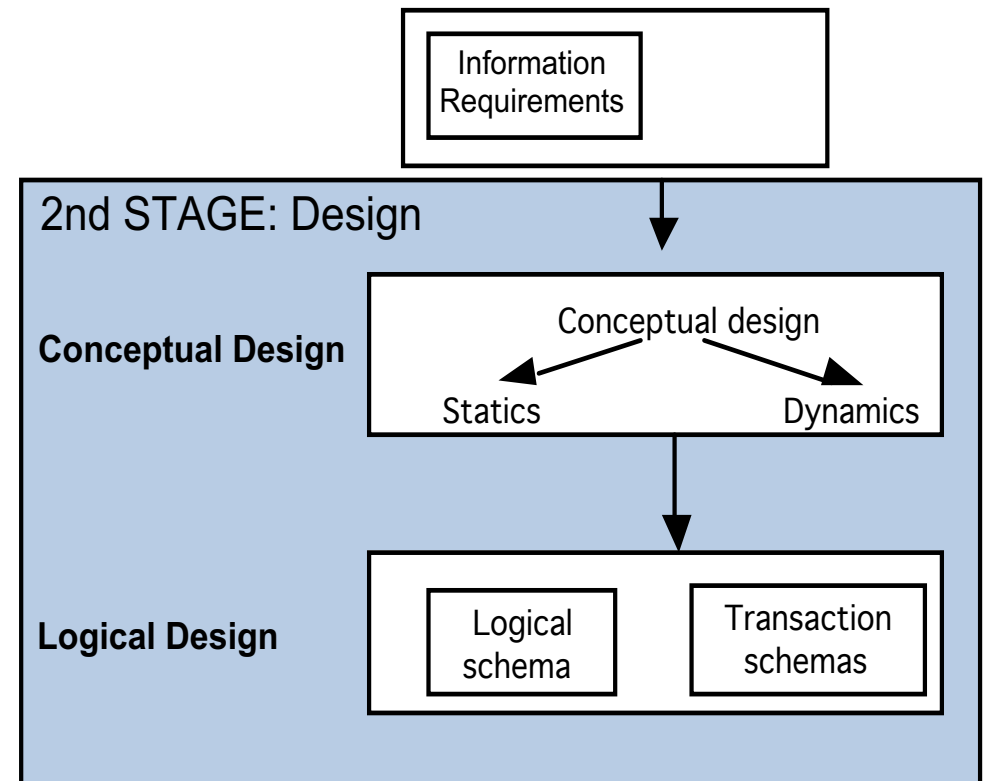 Information
Requirements
2nd STAGE: Design
Conceptual Design
Conceptual design
Statics
Dynamics
Logical Design
Logical
schema
Transaction
schemas